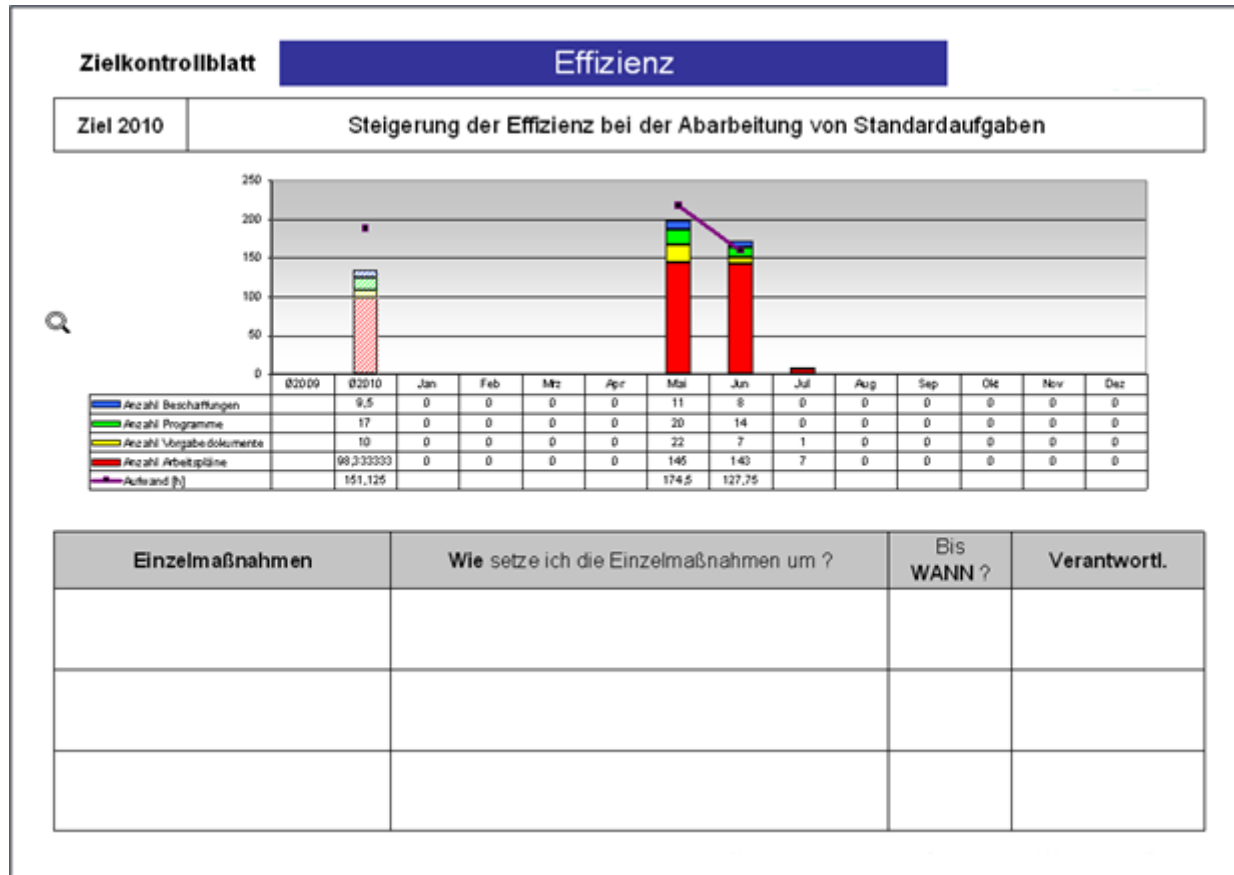 Zielkontrollblatt Effizienz
Ziel 2010 Steigerung der Effizienz bei der Abarbeitung von Standardaufgaben
250
200
150
100
50
0
Ø2009 Ø2010 Jan Feb Mrz Apr Mai Jun Jul Aug Sep Okt Nov Dez
Anzahl Beschaffungen 9,5 0 0 0 0 11 8 0 0 0 0 0 0
Anzahl Programme 17 0 0 0 0 20 14 0 0 0 0 0 0
Anzahl Vorgabedokumente 10 0 0 0 0 22 7 1 0 0 0 0 0
Anzahl Arbeitspläne 98,333333 0 0 0 0 145 143 7 0 0 0 0 0
Aufwand [h] 151,125 174,5 127,75
Einzelmaßnahmen Wie setze ich die Einzelmaßnahmen um ? Bis Verantwortl.
WANN ?